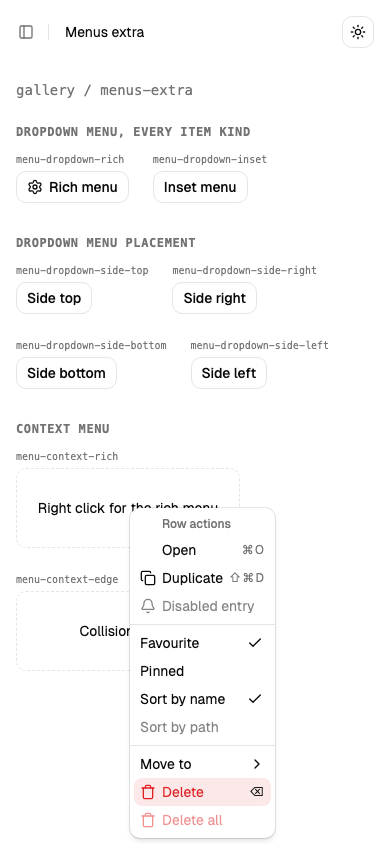 Menus extra
gallery / menus-extra
DROPDOWN MENU, EVERY ITEM KIND
menu-dropdown-rich menu-dropdown-inset
Rich menu Inset menu
DROPDOWN MENU PLACEMENT
menu-dropdown-side-top menu-dropdown-side-right
Side top Side right
menu-dropdown-side-bottom menu-dropdown-side-left
Side bottom Side left
CONTEXT MENU
menu-context-rich
Right click for the rich menu
menu-context-edge
Collision
Row actions
Open ⌘O
Duplicate ⇧⌘D
Disabled entry
Favourite
Pinned
Sort by name
Sort by path
Move to
Delete ⌫
Delete all